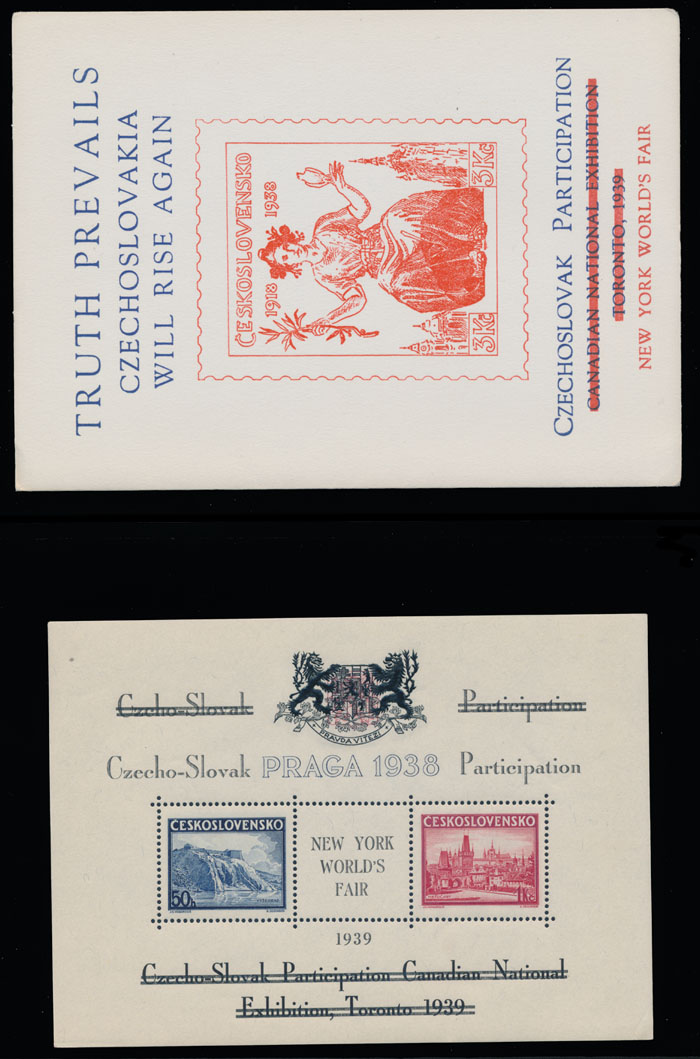 TRUTH PREVAILS
CZECHOSLOVAKIA
WILL RISE AGAIN
ČESKOSLOVENSKO
1918 1938
3 Kč 3 Kč
CZECHOSLOVAK PARTICIPATION
CANADIAN NATIONAL EXHIBITION
TORONTO, 1939
NEW YORK WORLD'S FAIR
PRAVDA VÍTĚZÍ
Czcho-Slovak Participation
Czecho-Slovak PRAGA 1938 Participation
ČESKOSLOVENSKO
50h
NEW YORK
WORLD'S
FAIR
ČESKOSLOVENSKO
1Kč
1939
Czecho-Slovak Participation Canadian National
Exhibition, Toronto 1939